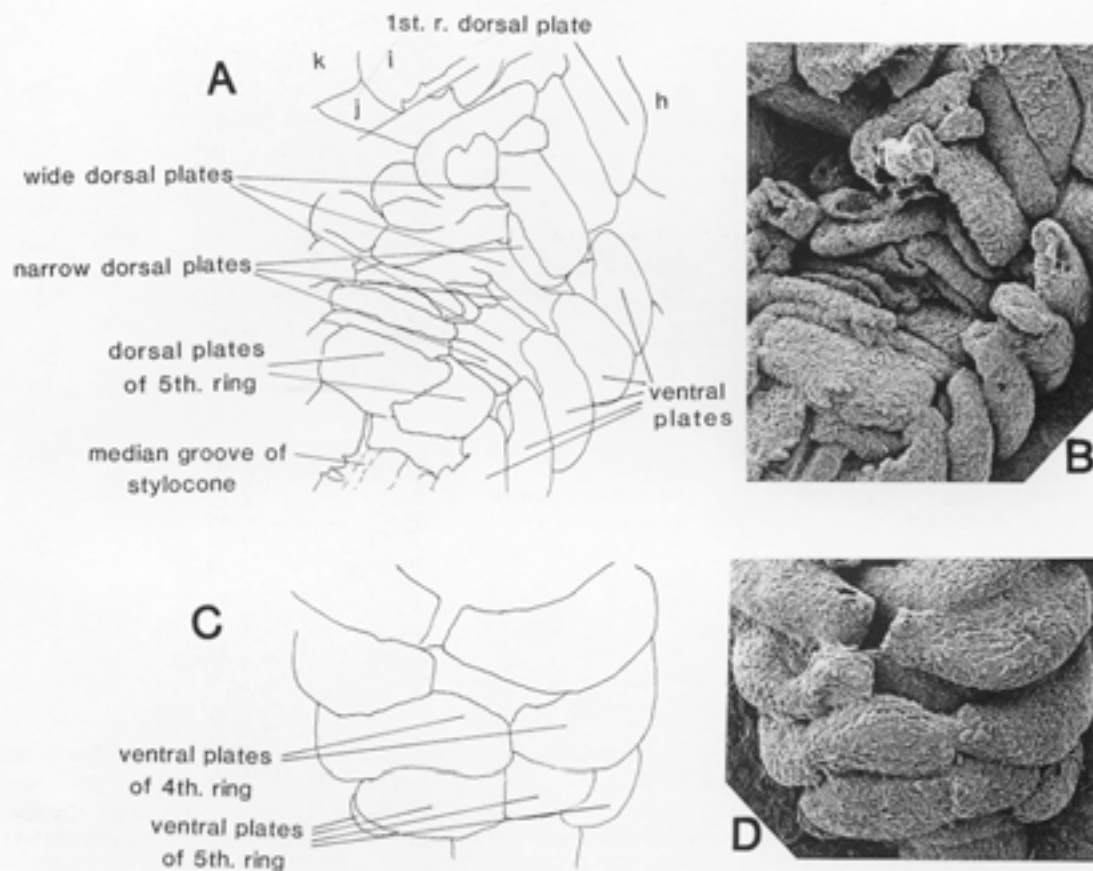 1st. r. dorsal plate
A
k
i
j
h
wide dorsal plates
narrow dorsal plates
dorsal plates
of 5th. ring
median groove of
stylocone
ventral
plates
B
C
ventral plates
of 4th. ring
ventral plates
of 5th. ring
D